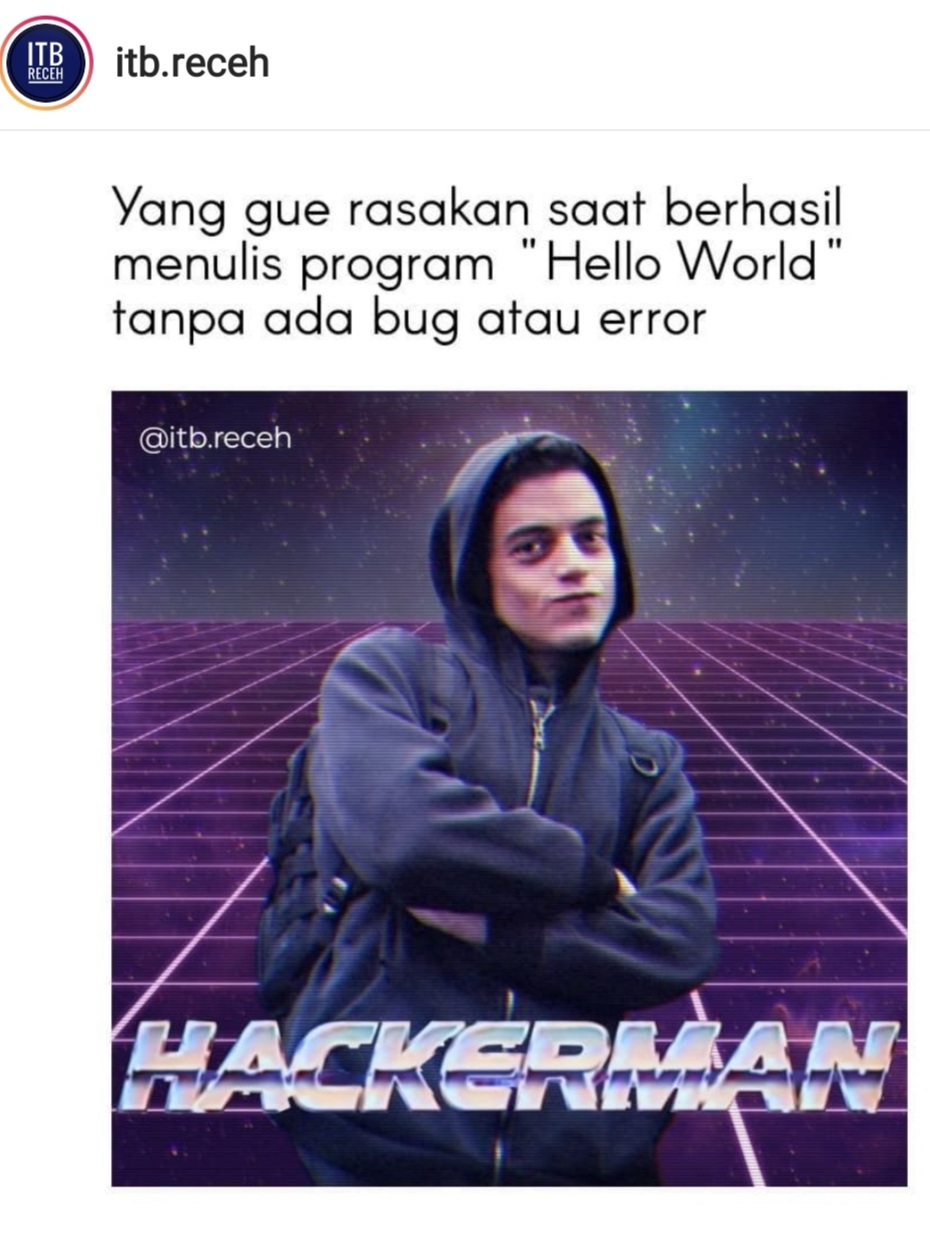 ITB
RECEH
itb.receh
Yang gue rasakan saat berhasil
menulis program "Hello World"
tanpa ada bug atau error
@itb.receh
HACKERMAN